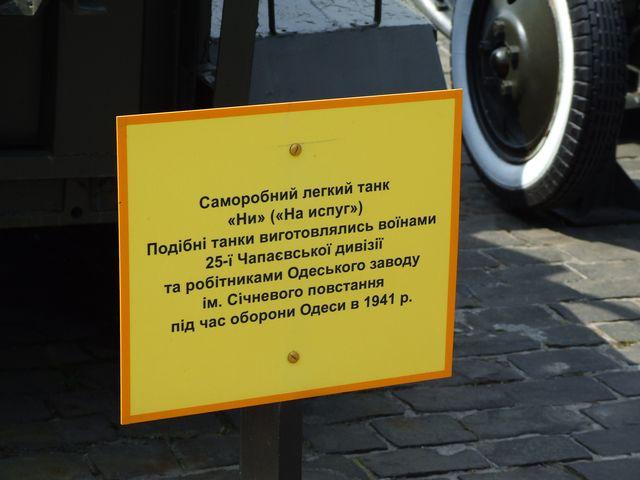 Саморобний легкий танк
«Ни» («На испуг»)
Подібні танки виготовлялись воїнами
25-ї Чапаєвської дивізії
та робітниками Одеського заводу
ім. Січневого повстання
під час оборони Одеси в 1941 р.